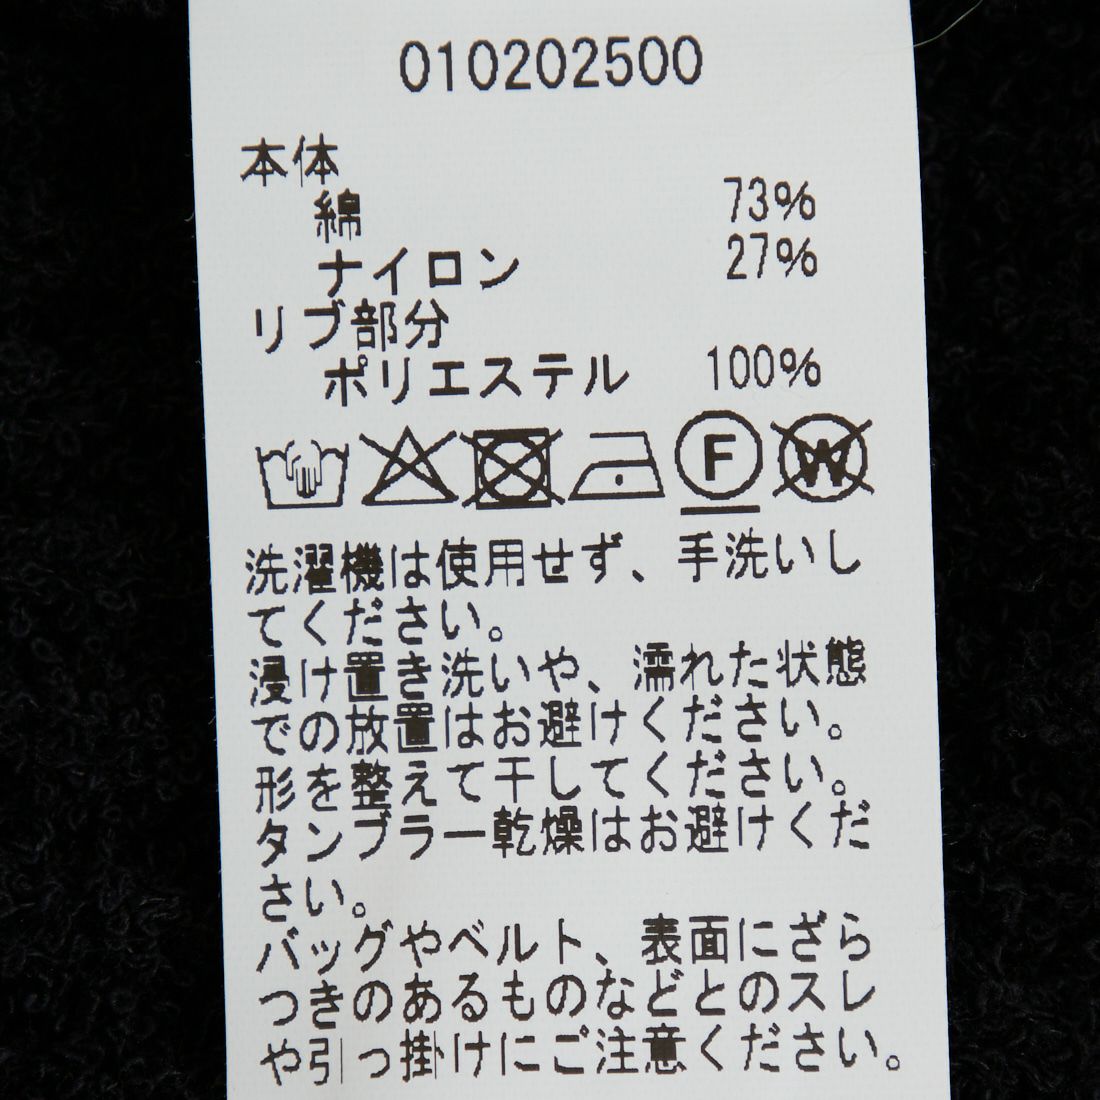 010202500
本体
綿 73%
ナイロン 27%
リブ部分
ポリエステル 100%
F W
洗濯機は使用せず、手洗いし
てください。
浸け置き洗いや、濡れた状態
での放置はお避けください。
形を整えて干してください。
タンブラー乾燥はお避けくだ
さい。
バッグやベルト、表面にざら
つきのあるものなどとのスレ
や引っ掛けにご注意ください。